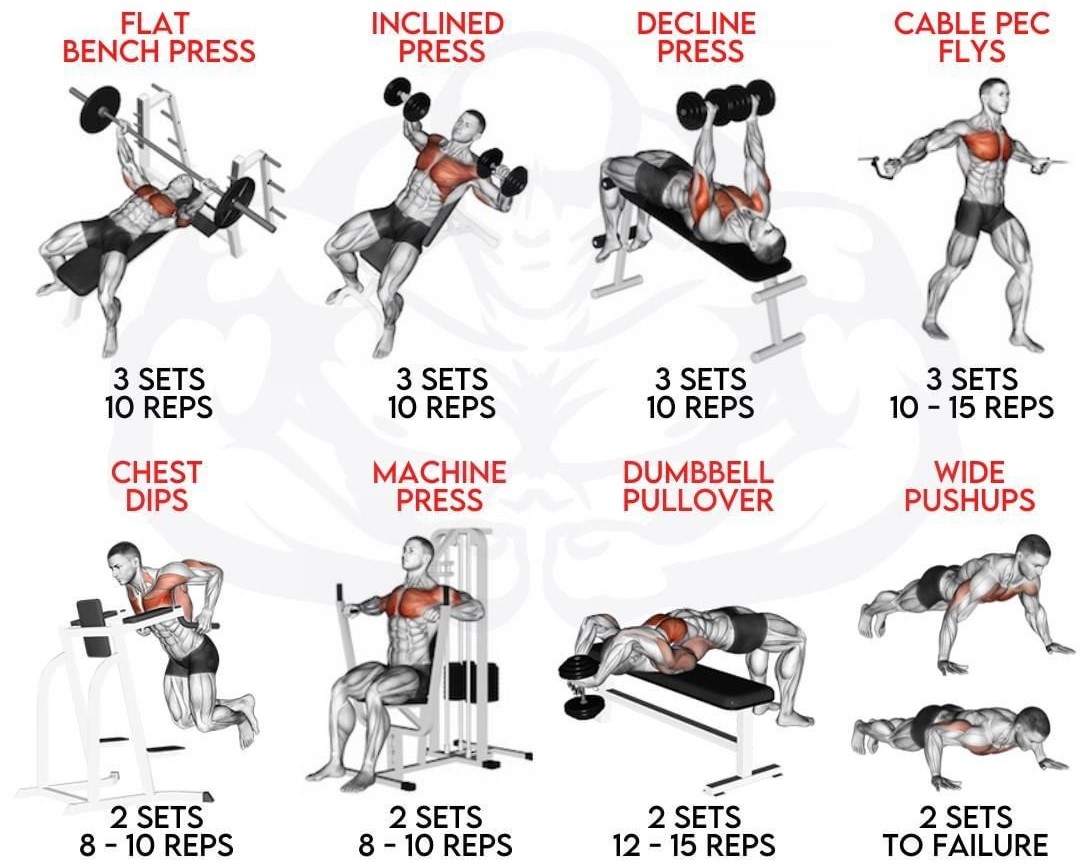 FLAT
BENCH PRESS
INCLINED
PRESS
DECLINE
PRESS
CABLE PEC
FLYS
3 SETS
10 REPS
3 SETS
10 REPS
3 SETS
10 REPS
3 SETS
10 - 15 REPS
CHEST
DIPS
MACHINE
PRESS
DUMBBELL
PULLOVER
WIDE
PUSHUPS
2 SETS
8 - 10 REPS
2 SETS
8 - 10 REPS
2 SETS
12 - 15 REPS
2 SETS
TO FAILURE